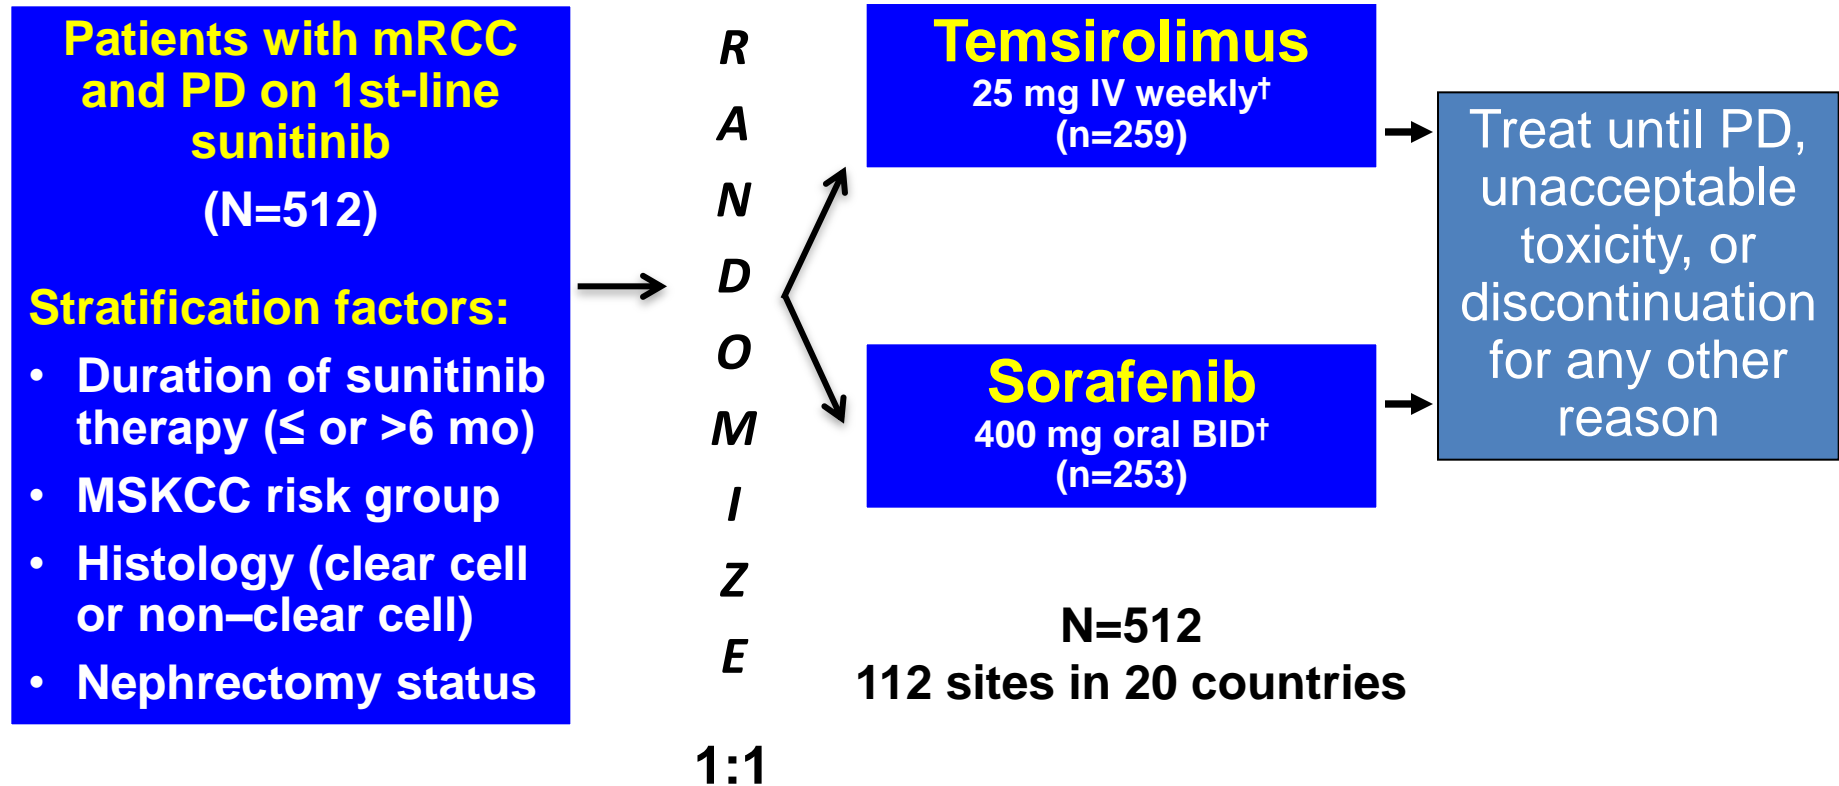 Patients with mRCC
and PD on 1st-line
sunitinib
(N=512)
Stratification factors:
• Duration of sunitinib
therapy (≤ or >6 mo)
• MSKCC risk group
• Histology (clear cell
or non–clear cell)
• Nephrectomy status
R
A
N
D
O
M
I
Z
E
1:1
Temsirolimus
25 mg IV weekly†
(n=259)
Sorafenib
400 mg oral BID†
(n=253)
N=512
112 sites in 20 countries
Treat until PD,
unacceptable
toxicity, or
discontinuation
for any other
reason